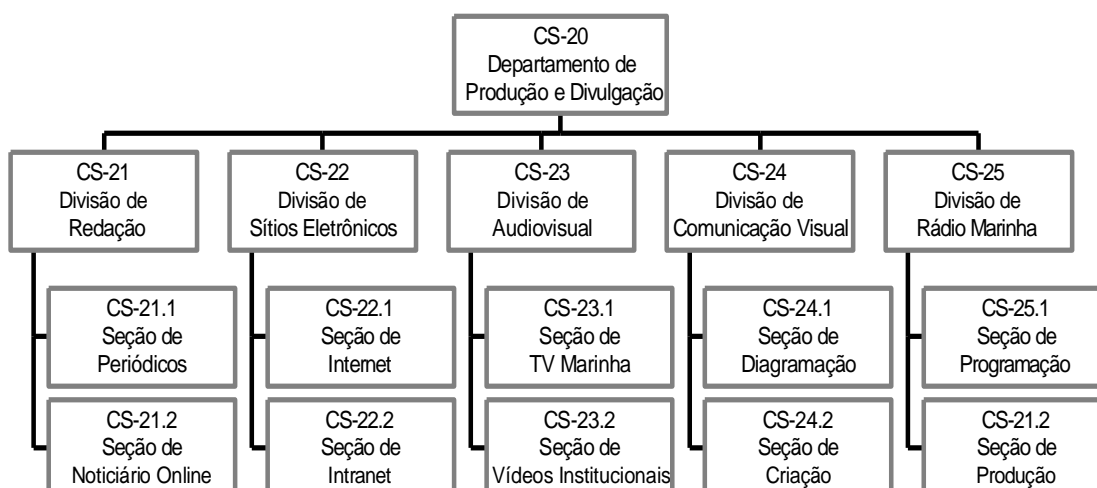 CS-20
Departamento de
Produção e Divulgação
CS-21
Divisão de
Redação
CS-22
Divisão de
Sítios Eletrônicos
CS-23
Divisão de
Audiovisual
CS-24
Divisão de
Comunicação Visual
CS-25
Divisão de
Rádio Marinha
CS-21.1
Seção de
Periódicos
CS-22.1
Seção de
Internet
CS-23.1
Seção de
TV Marinha
CS-24.1
Seção de
Diagramação
CS-25.1
Seção de
Programação
CS-21.2
Seção de
Noticiário Online
CS-22.2
Seção de
Intranet
CS-23.2
Seção de
Vídeos Institucionais
CS-24.2
Seção de
Criação
CS-21.2
Seção de
Produção